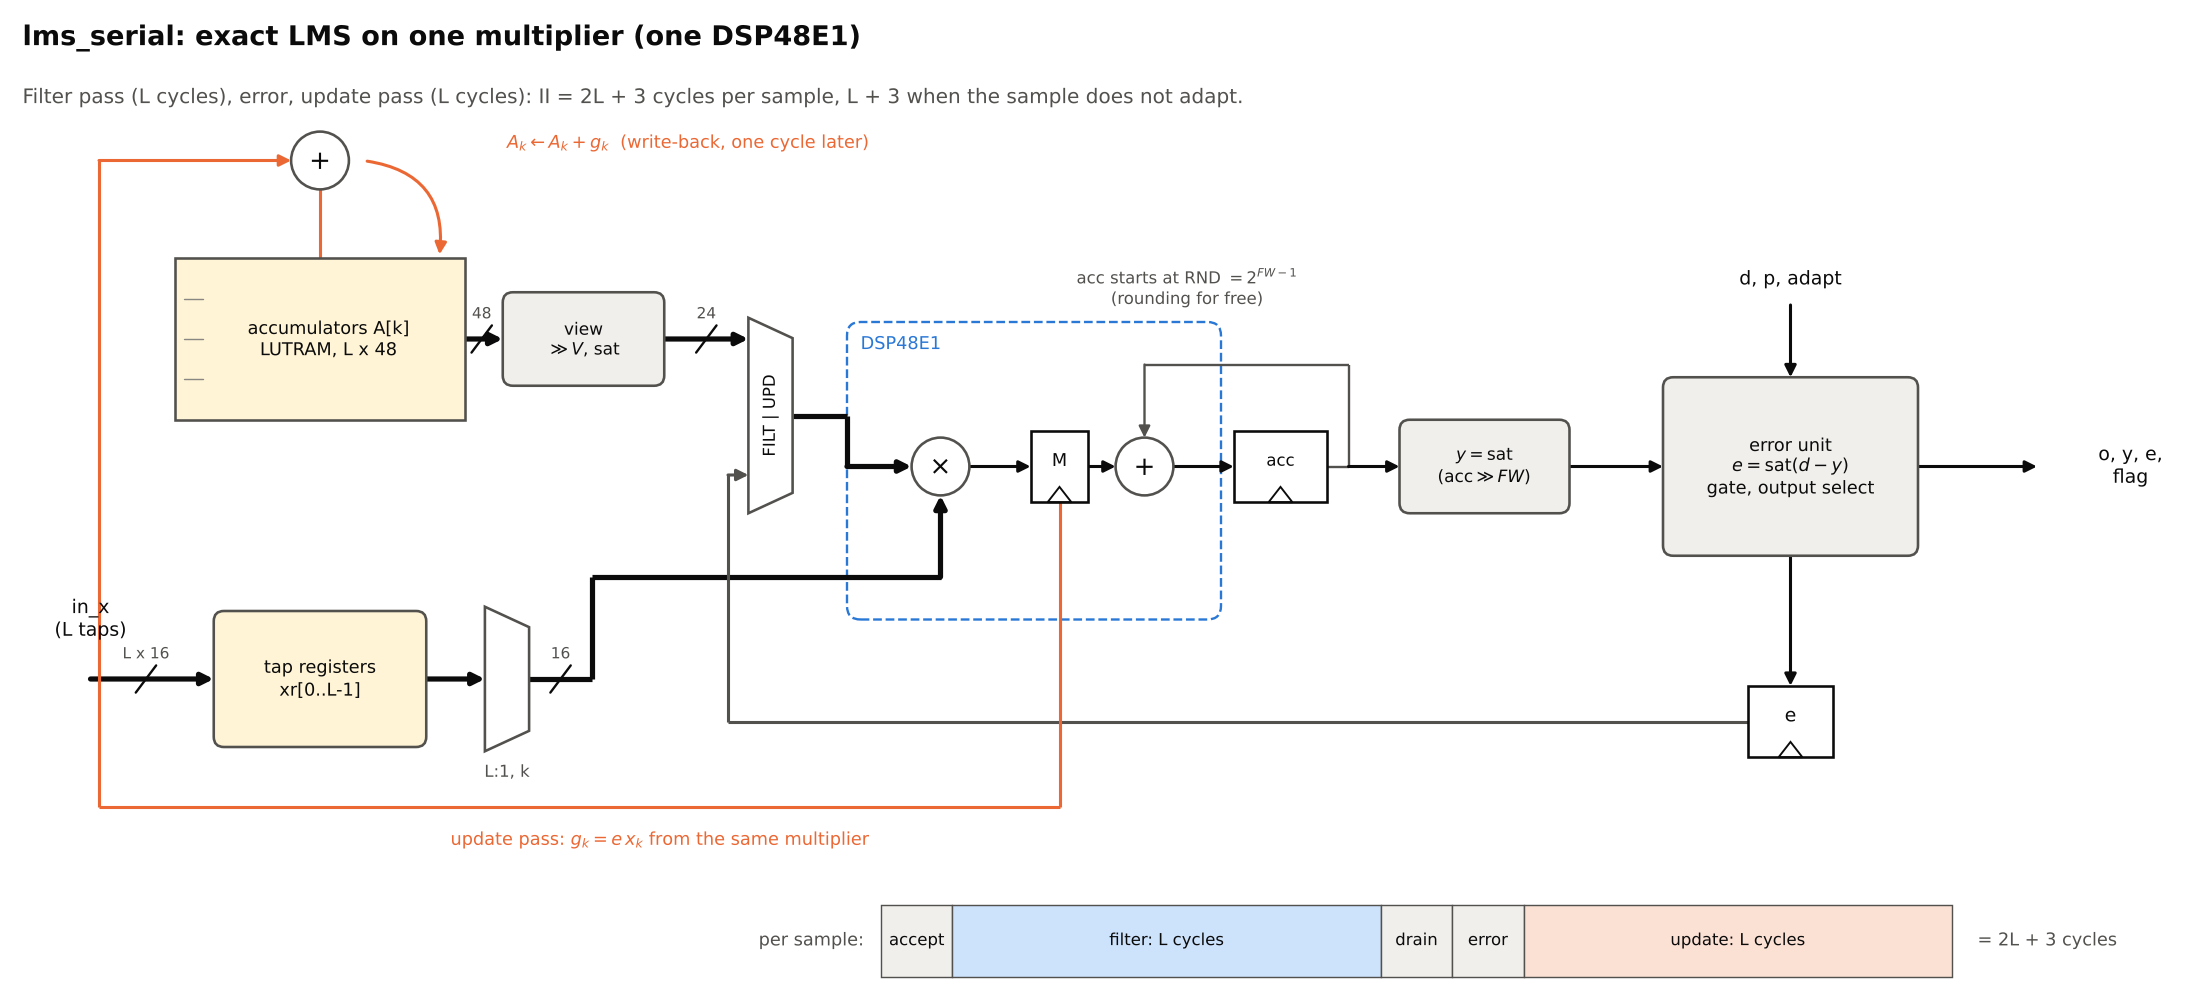 lms_serial: exact LMS on one multiplier (one DSP48E1)
Filter pass (L cycles), error, update pass (L cycles): II = 2L + 3 cycles per sample, L + 3 when the sample does not adapt.
+
A_k ← A_k + g_k (write-back, one cycle later)
accumulators A[k]
LUTRAM, L x 48
48
view
≫ V, sat
24
FILT | UPD
acc starts at RND = 2^{FW−1}
(rounding for free)
DSP48E1
×
M
+
acc
y = sat
(acc ≫ FW)
d, p, adapt
error unit
e = sat(d − y)
gate, output select
o, y, e,
flag
in_x
(L taps)
L x 16
tap registers
xr[0..L-1]
16
L:1, k
e
update pass: g_k = e x_k from the same multiplier
per sample:
accept
filter: L cycles
drain
error
update: L cycles
= 2L + 3 cycles